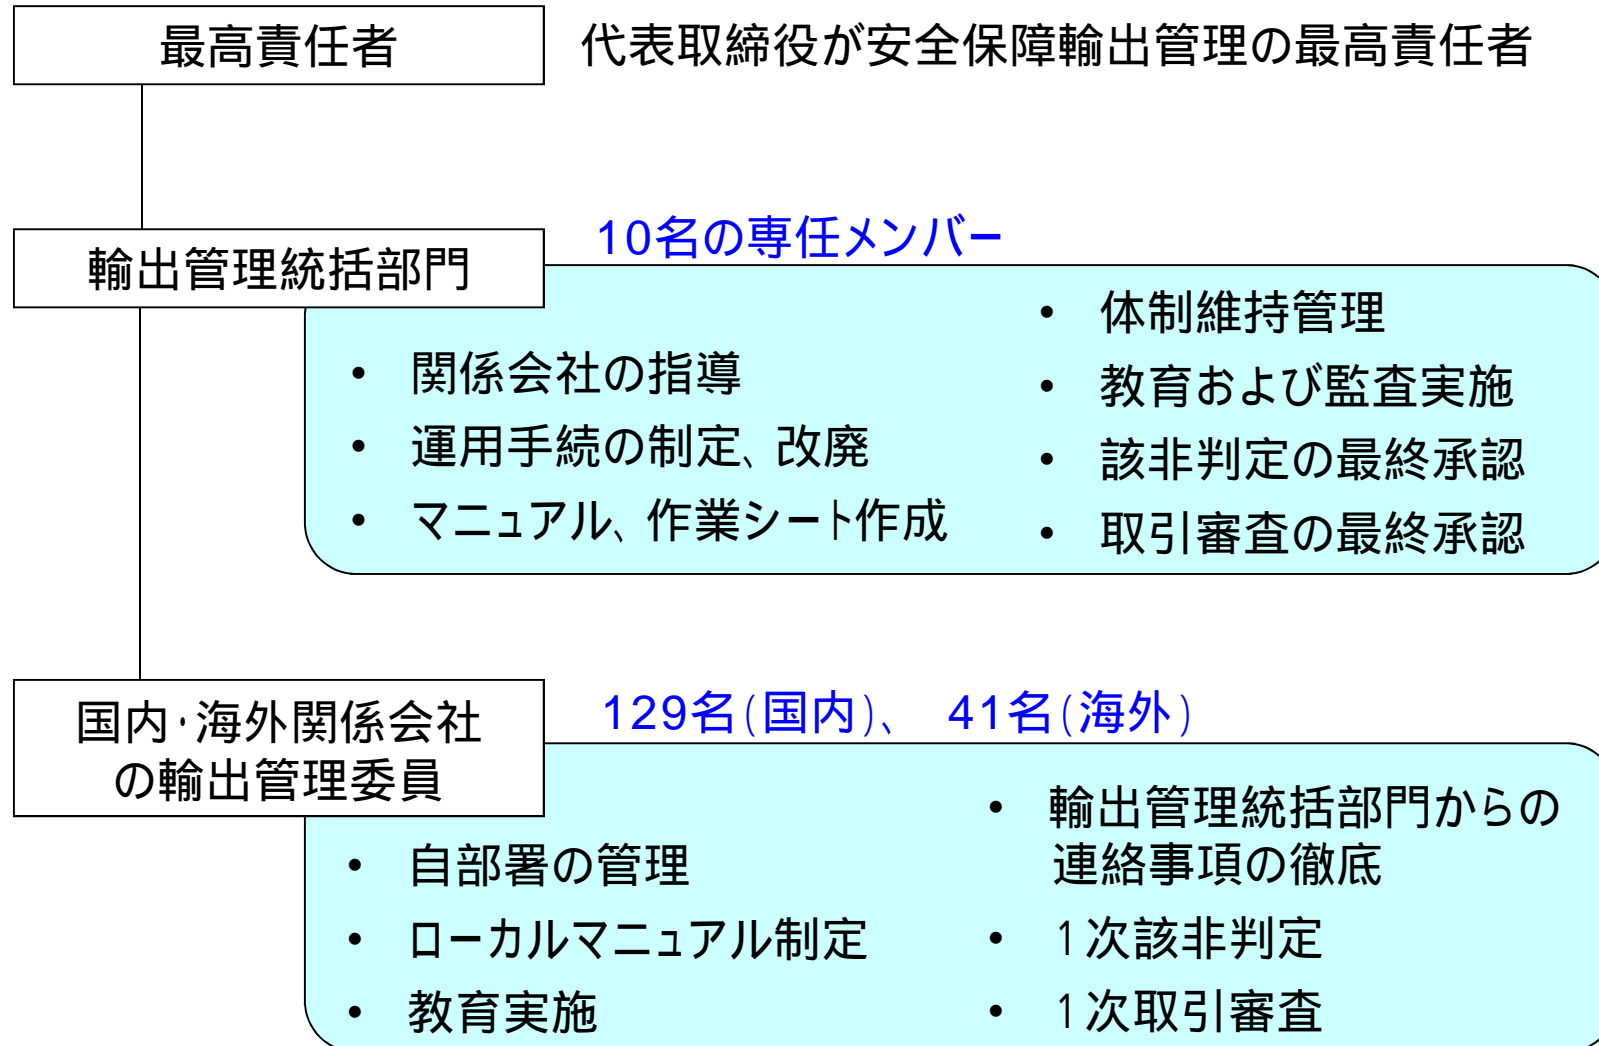 最高責任者
代表取締役が安全保障輸出管理の最高責任者
輸出管理統括部門
10名の専任メンバー
• 関係会社の指導
• 運用手続の制定、改廃
• マニュアル、作業シート作成
• 体制維持管理
• 教育および監査実施
• 該非判定の最終承認
• 取引審査の最終承認
国内・海外関係会社
の輸出管理委員
129名(国内)、 41名(海外)
• 自部署の管理
• ローカルマニュアル制定
• 教育実施
• 輸出管理統括部門からの
連絡事項の徹底
• 1次該非判定
• 1次取引審査